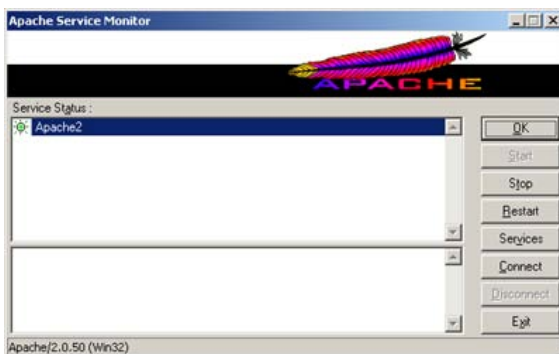 Apache Service Monitor
APACHE
Service Status :
Apache2
OK
Start
Stop
Restart
Services
Connect
Disconnect
Exit
Apache/2.0.50 (Win32)